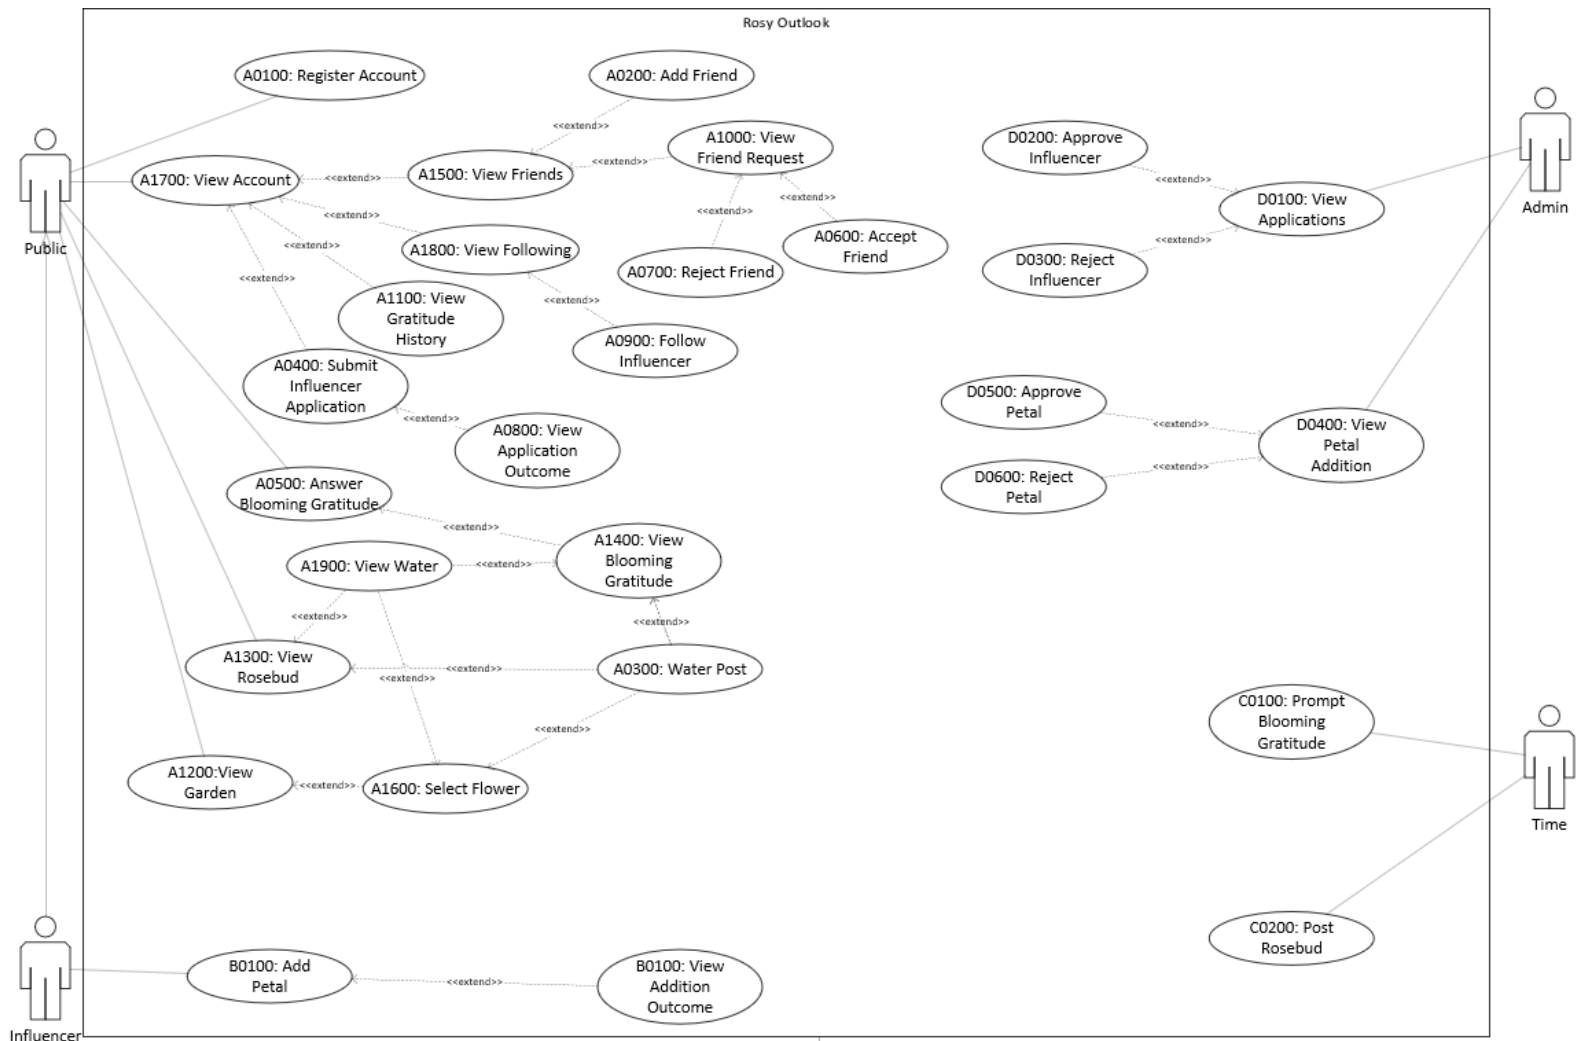 Rosy Outlook
A0100: Register Account
A0200: Add Friend
<<extend>>
A1000: View
Friend Request
<<extend>>
A1500: View Friends
<<extend>>
A1700: View Account
Public
<<extend>>
A1800: View Following
<<extend>>
<<extend>>
<<extend>>
<<extend>>
A0600: Accept
Friend
A0700: Reject Friend
<<extend>>
A1100: View
Gratitude
History
<<extend>>
A0900: Follow
Influencer
A0400: Submit
Influencer
Application
<<extend>>
A0800: View
Application
Outcome
A0500: Answer
Blooming Gratitude
<<extend>>
A1400: View
Blooming
Gratitude
A1900: View Water
<<extend>>
<<extend>>
<<extend>>
A1300: View
Rosebud
<<extend>>
A0300: Water Post
<<extend>>
<<extend>>
A1200:View
Garden
<<extend>>
A1600: Select Flower
Influencer
B0100: Add
Petal
<<extend>>
B0100: View
Addition
Outcome
D0200: Approve
Influencer
<<extend>>
D0100: View
Applications
Admin
<<extend>>
D0300: Reject
Influencer
D0500: Approve
Petal
<<extend>>
D0400: View
Petal
Addition
<<extend>>
D0600: Reject
Petal
C0100: Prompt
Blooming
Gratitude
Time
C0200: Post
Rosebud